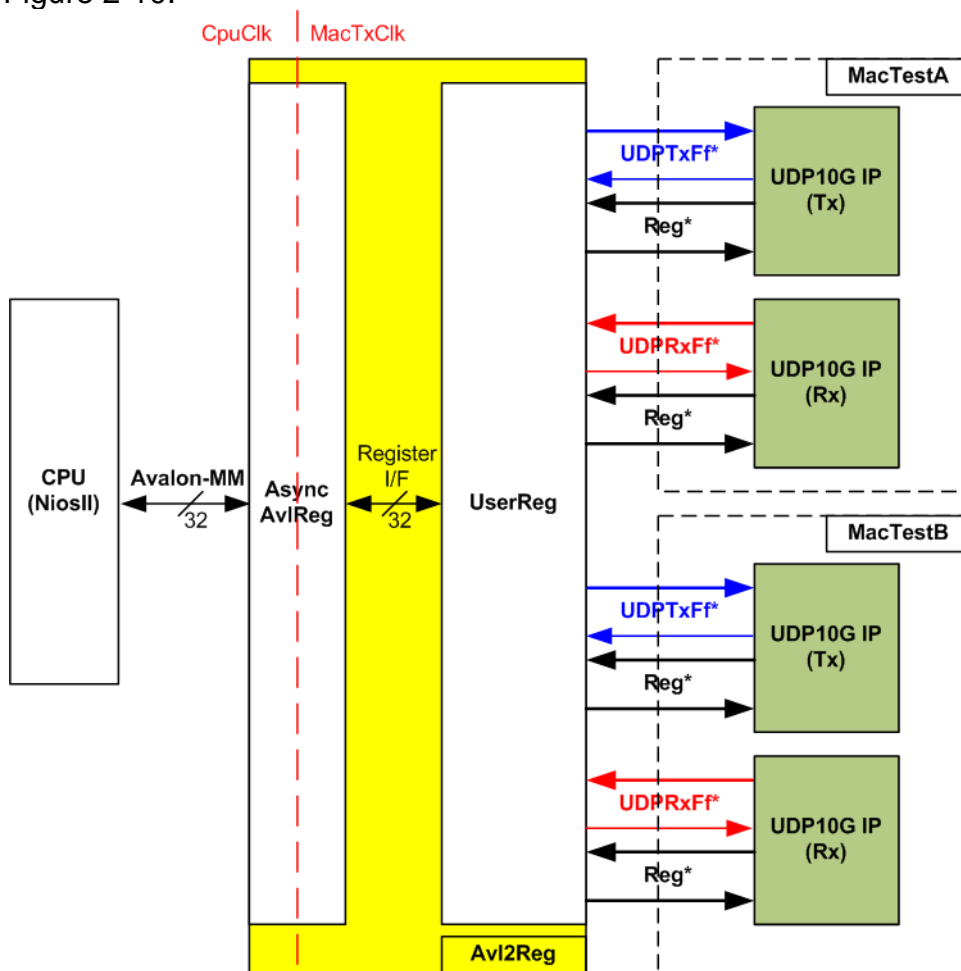 Figure 2-10.
CpuClk
MacTxClk
MacTestA
UDPTxFf*
UDP10G IP
(Tx)
Reg*
UDPRxFf*
UDP10G IP
(Rx)
Reg*
CPU
(NiosII)
Avalon-MM
32
Async
AvlReg
Register
I/F
32
UserReg
MacTestB
UDPTxFf*
UDP10G IP
(Tx)
Reg*
UDPRxFf*
UDP10G IP
(Rx)
Reg*
Avl2Reg